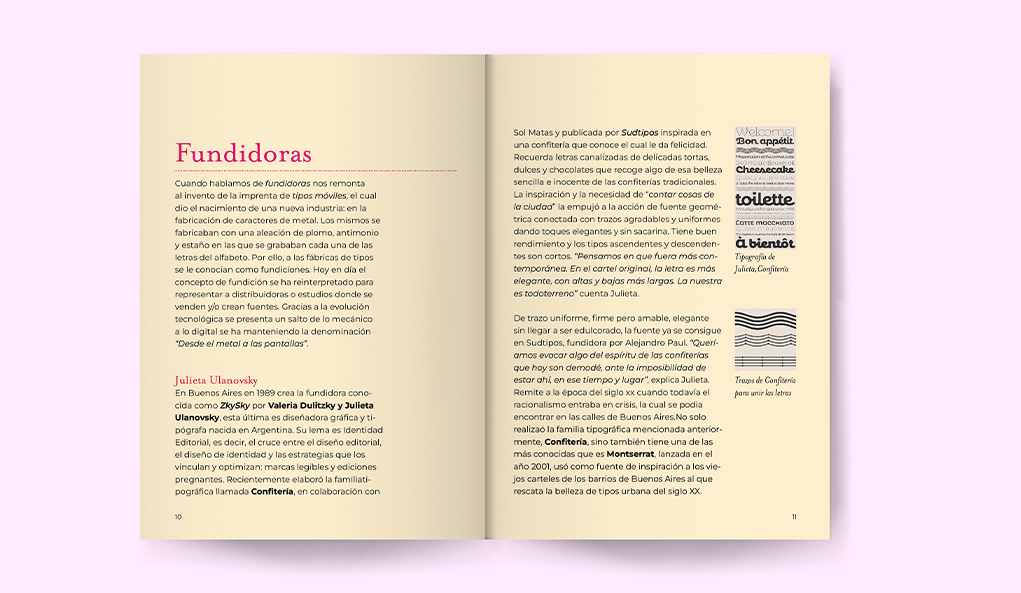 Fundidoras
Cuando hablamos de fundidoras nos remonta
al invento de la imprenta de tipos móviles, el cual
dio el nacimiento de una nueva industria: en la
fabricación de caracteres de metal. Los mismos se
fabricaban con una aleación de plomo, antimonio
y estaño en las que se grababan cada una de las
letras del alfabeto. Por ello, a las fábricas de tipos
se le conocían como fundiciones. Hoy en día el
concepto de fundición se ha reinterpretado para
representar a distribuidoras o estudios donde se
venden y/o crean fuentes. Gracias a la evolución
tecnológica se presenta un salto de lo mecánico
a lo digital se ha manteniendo la denominación
“Desde el metal a las pantallas”.
Julieta Ulanovsky
En Buenos Aires en 1989 crea la fundidora cono-
cida como ZkySky por Valeria Dulitzky y Julieta
Ulanovsky, esta última es diseñadora gráfica y ti-
pógrafa nacida en Argentina. Su lema es Identidad
Editorial, es decir, el cruce entre el diseño editorial,
el diseño de identidad y las estrategias que los
vinculan y optimizan: marcas legibles y ediciones
pregnantes. Recientemente elaboró la familiati-
pográfica llamada Confitería, en colaboración con
10
Sol Matas y publicada por Sudtipos inspirada en
una confitería que conoce el cual le da felicidad.
Recuerda letras canalizadas de delicadas tortas,
dulces y chocolates que recoge algo de esa belleza
sencilla e inocente de las confiterías tradicionales.
La inspiración y la necesidad de “contar cosas de
la ciudad” la empujó a la acción de fuente geomé-
trica conectada con trazos agradables y uniformes
dando toques elegantes y sin sacarina. Tiene buen
rendimiento y los tipos ascendentes y descenden-
tes son cortos. “Pensamos en que fuera más con-
temporánea. En el cartel original, la letra es más
elegante, con altas y bajas más largas. La nuestra
es todoterreno” cuenta Julieta.
De trazo uniforme, firme pero amable, elegante
sin llegar a ser edulcorado, la fuente ya se consigue
en Sudtipos, fundidora por Alejandro Paul. “Querí-
amos evocar algo del espíritu de las confiterías
que hoy son demodé, ante la imposibilidad de
estar ahí, en ese tiempo y lugar”, explica Julieta.
Remite a la época del siglo xx cuando todavía el
racionalismo entraba en crisis, la cual se podía
encontrar en las calles de Buenos Aires.No solo
realizaó la familia tipográfica mencionada anterior-
mente, Confitería, sino también tiene una de las
más conocidas que es Montserrat, lanzada en el
año 2001, usó como fuente de inspiración a los vie-
jos carteles de los barrios de Buenos Aires al que
rescata la belleza de tipos urbana del siglo XX.
Welcome!
Bon appétit
Cheesecake
toilette
Latte macchiato
À bientôt
Tipografía de
Julieta, Confitería
Trazos de Confitería
para unir las letras
11